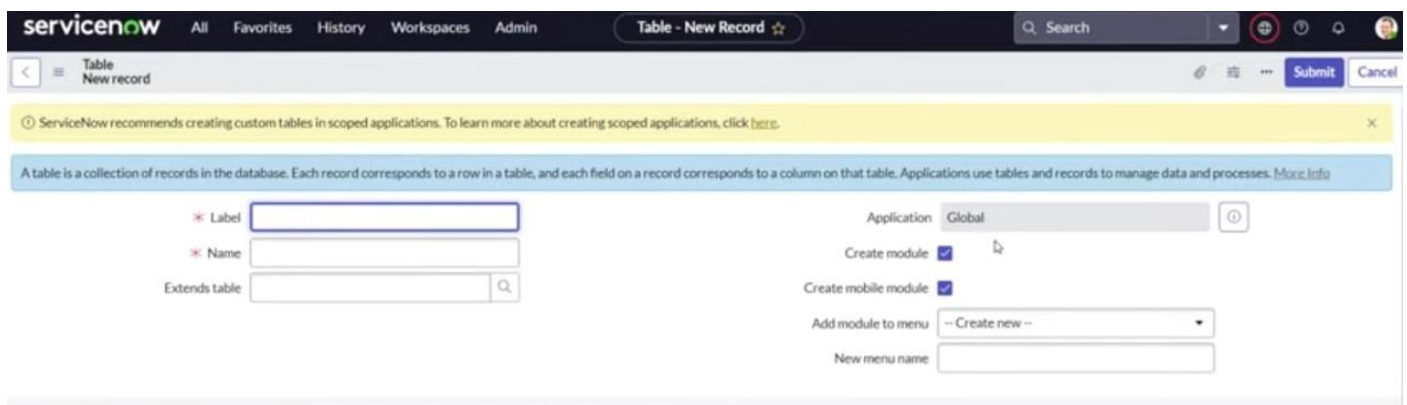 servicenow All Favorites History Workspaces Admin Table - New Record ☆ Search
Table
New record
Submit Cancel
ServiceNow recommends creating custom tables in scoped applications. To learn more about creating scoped applications, click here.
A table is a collection of records in the database. Each record corresponds to a row in a table, and each field on a record corresponds to a column on that table. Applications use tables and records to manage data and processes. More Info
* Label
* Name
Extends table
Application Global
Create module
Create mobile module
Add module to menu -- Create new --
New menu name